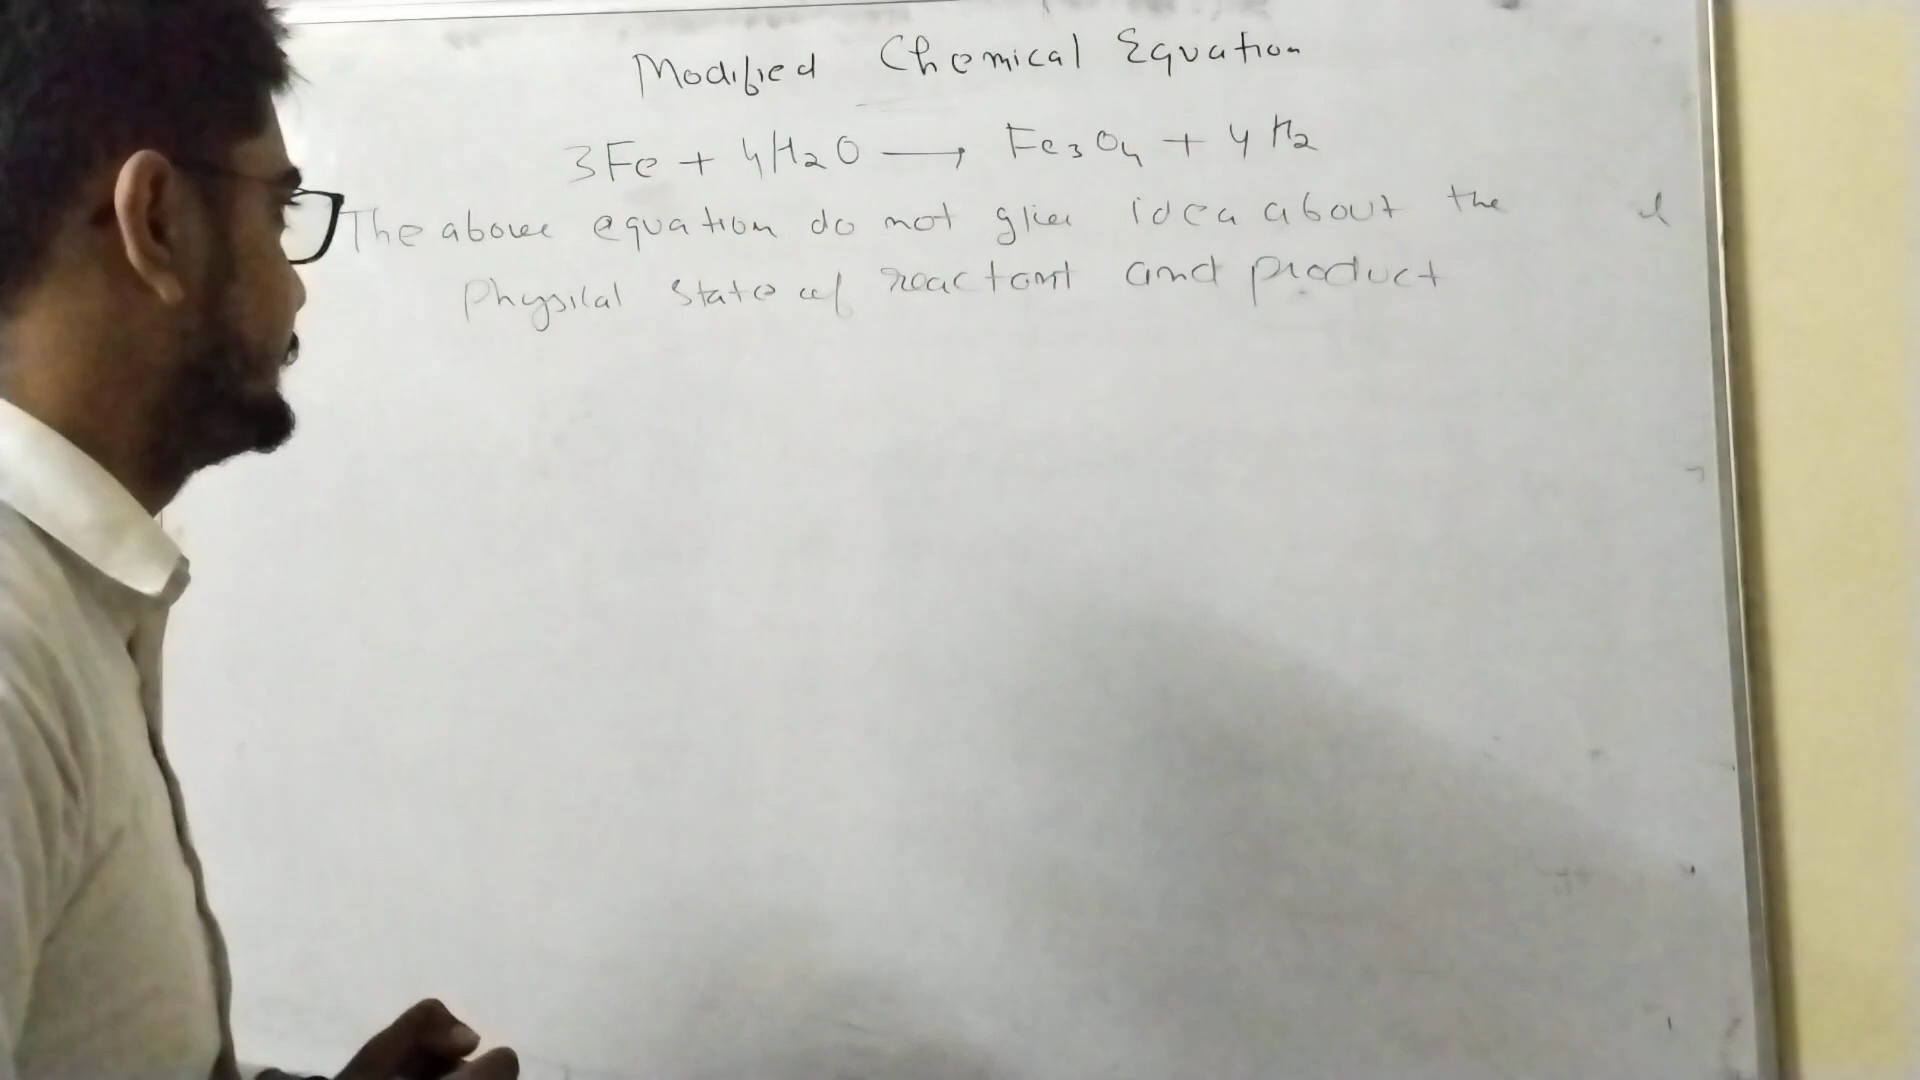 Modified Chemical Equation
3Fe + 4H2O → Fe3O4 + 4H2
The above equation do not give idea about the
Physical state of reactant and product